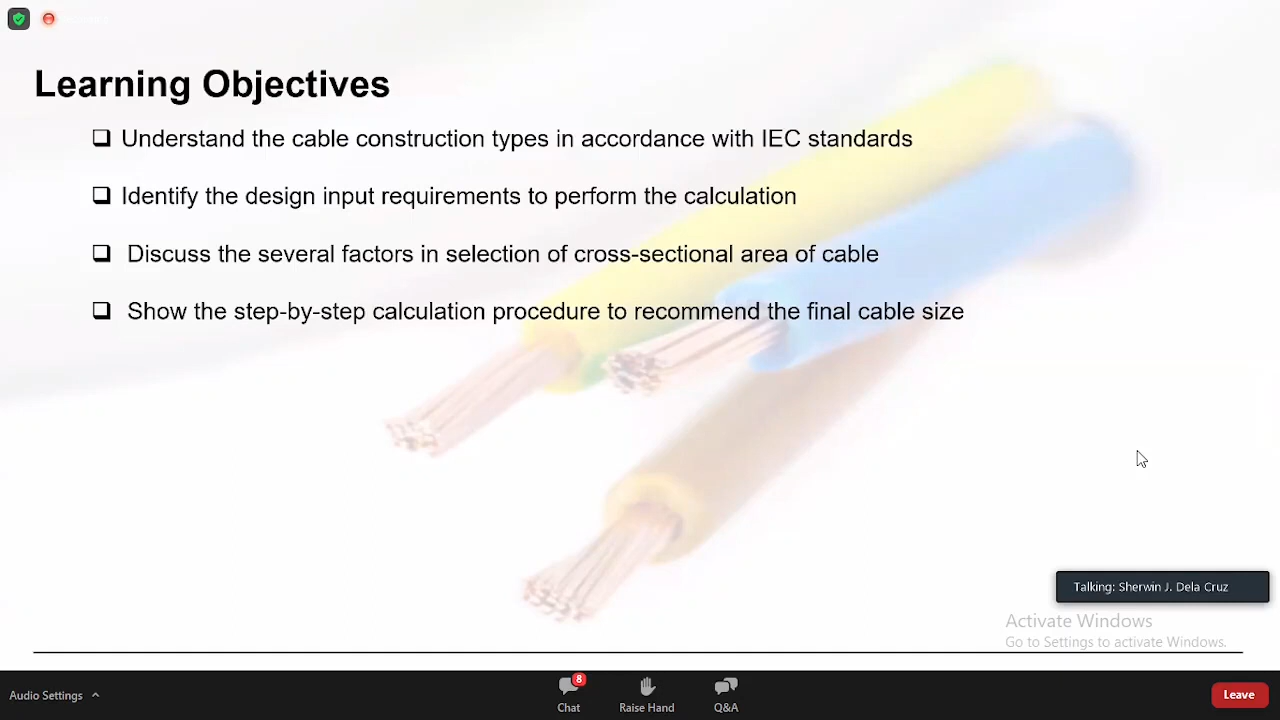 Learning Objectives
❑ Understand the cable construction types in accordance with IEC standards
❑ Identify the design input requirements to perform the calculation
❑ Discuss the several factors in selection of cross-sectional area of cable
❑ Show the step-by-step calculation procedure to recommend the final cable size
Talking: Sherwin J. Dela Cruz
Activate Windows
Go to Settings to activate Windows.
Audio Settings
8
Chat
Raise Hand
Q&A
Leave